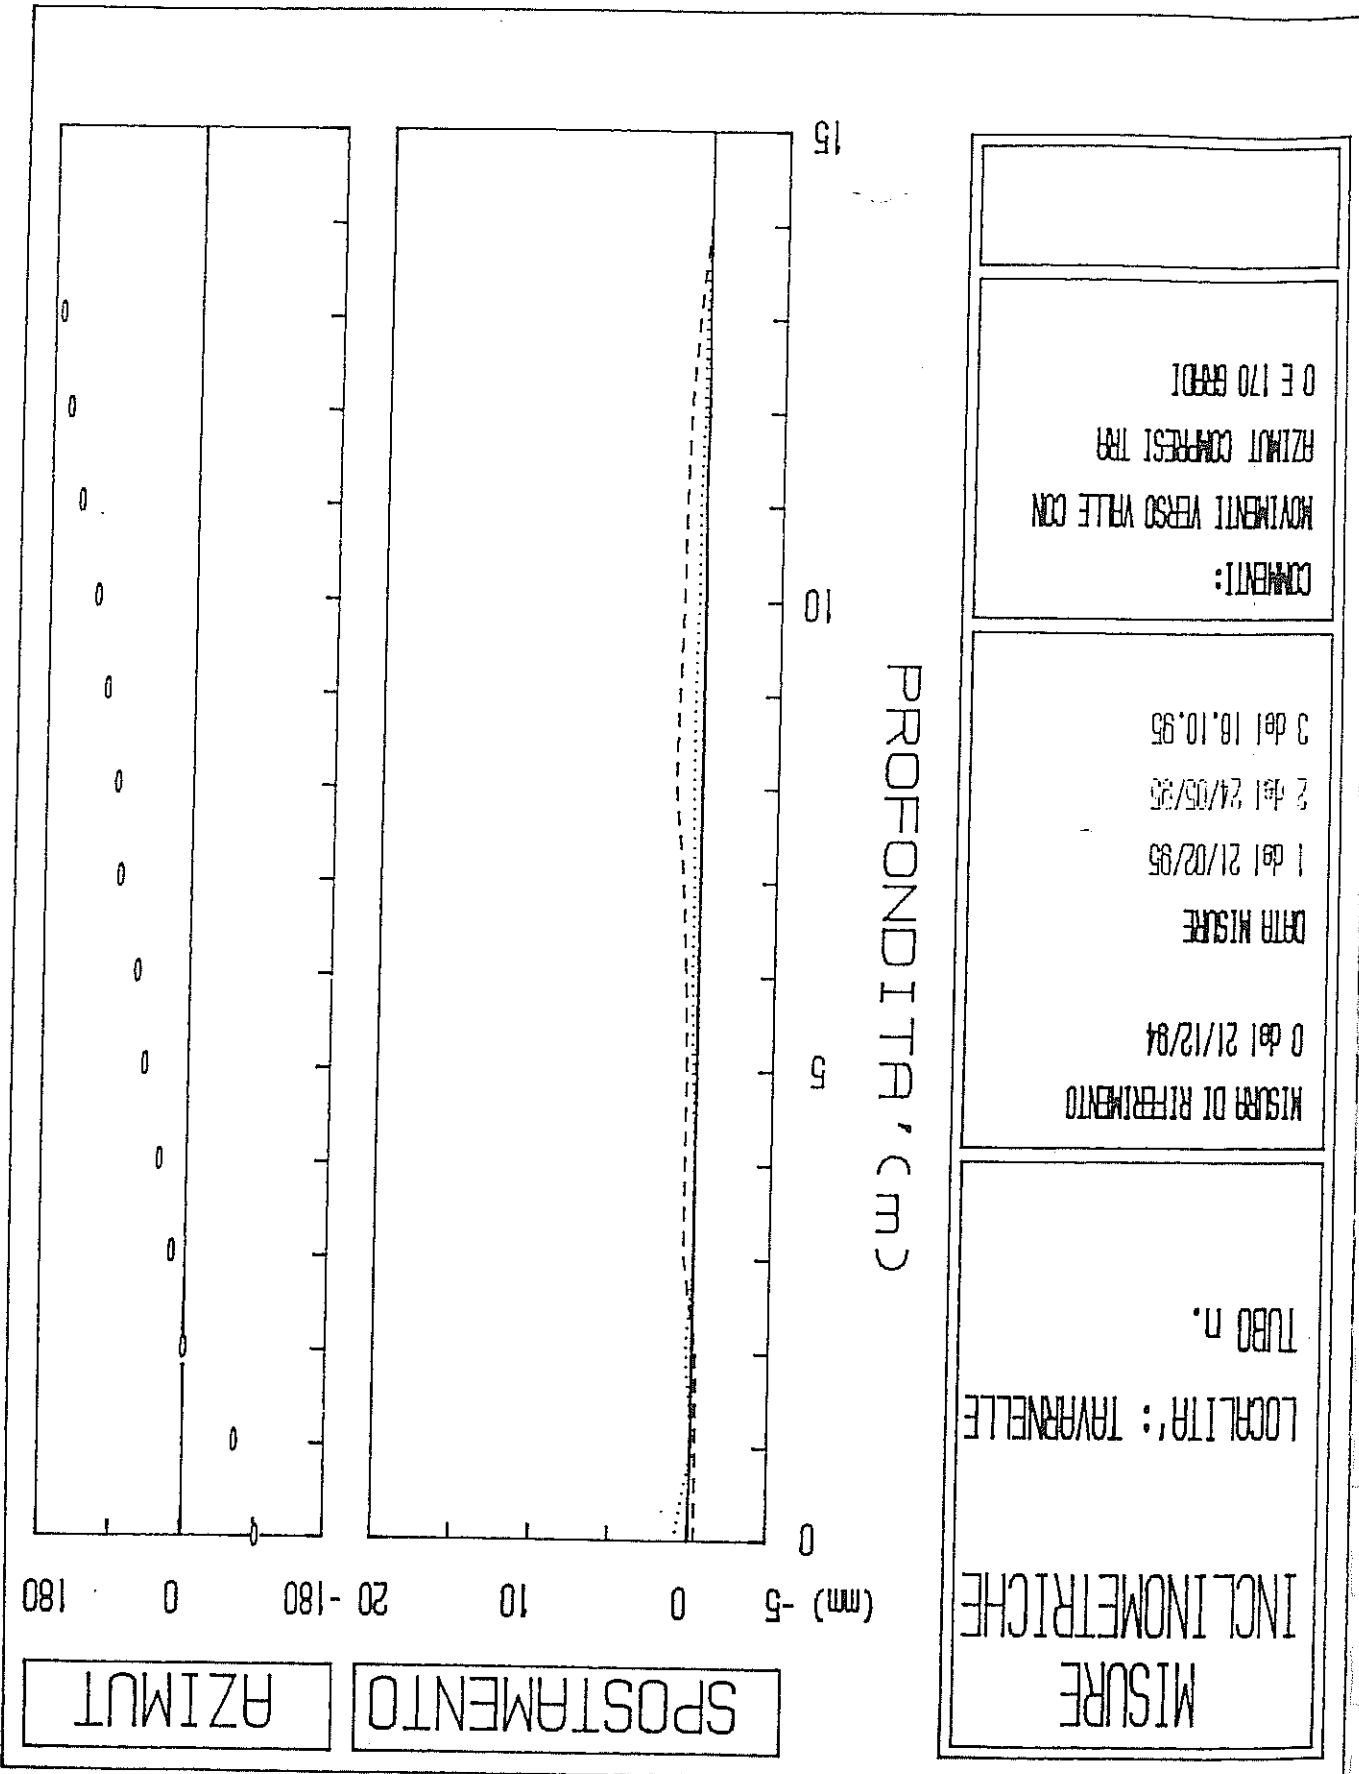 MISURE
INCLINOMETRICHE
LOCALITA': TAVARNELLE
TUBO n.
MISURA DI RIFERIMENTO
0 del 21/12/94
DATA MISURE
1 del 21/02/95
2 del 24/05/95
3 del 18.10.95
COMMENTI:
MOVIMENTI VERSO VALLE CON
AZIMUT COMPRESI TRA
0 E 170 GRADI
SPOSTAMENTO
(mm) -5 0 10 20
AZIMUT
-180 0 180
0
5
10
15
PROFONDITA'(m)